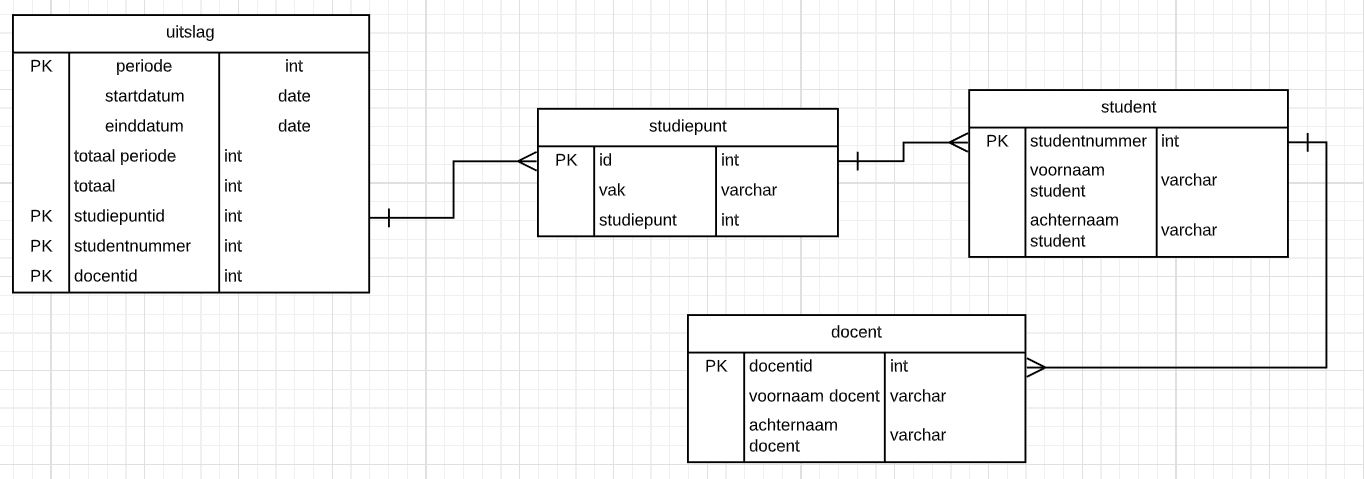 uitslag
PK periode int
startdatum date
einddatum date
totaal periode int
totaal int
PK studiepuntid int
PK studentnummer int
PK docentid int
studiepunt
PK id int
vak varchar
studiepunt int
student
PK studentnummer int
voornaam
student varchar
achternaam
student varchar
docent
PK docentid int
voornaam docent varchar
achternaam
docent varchar